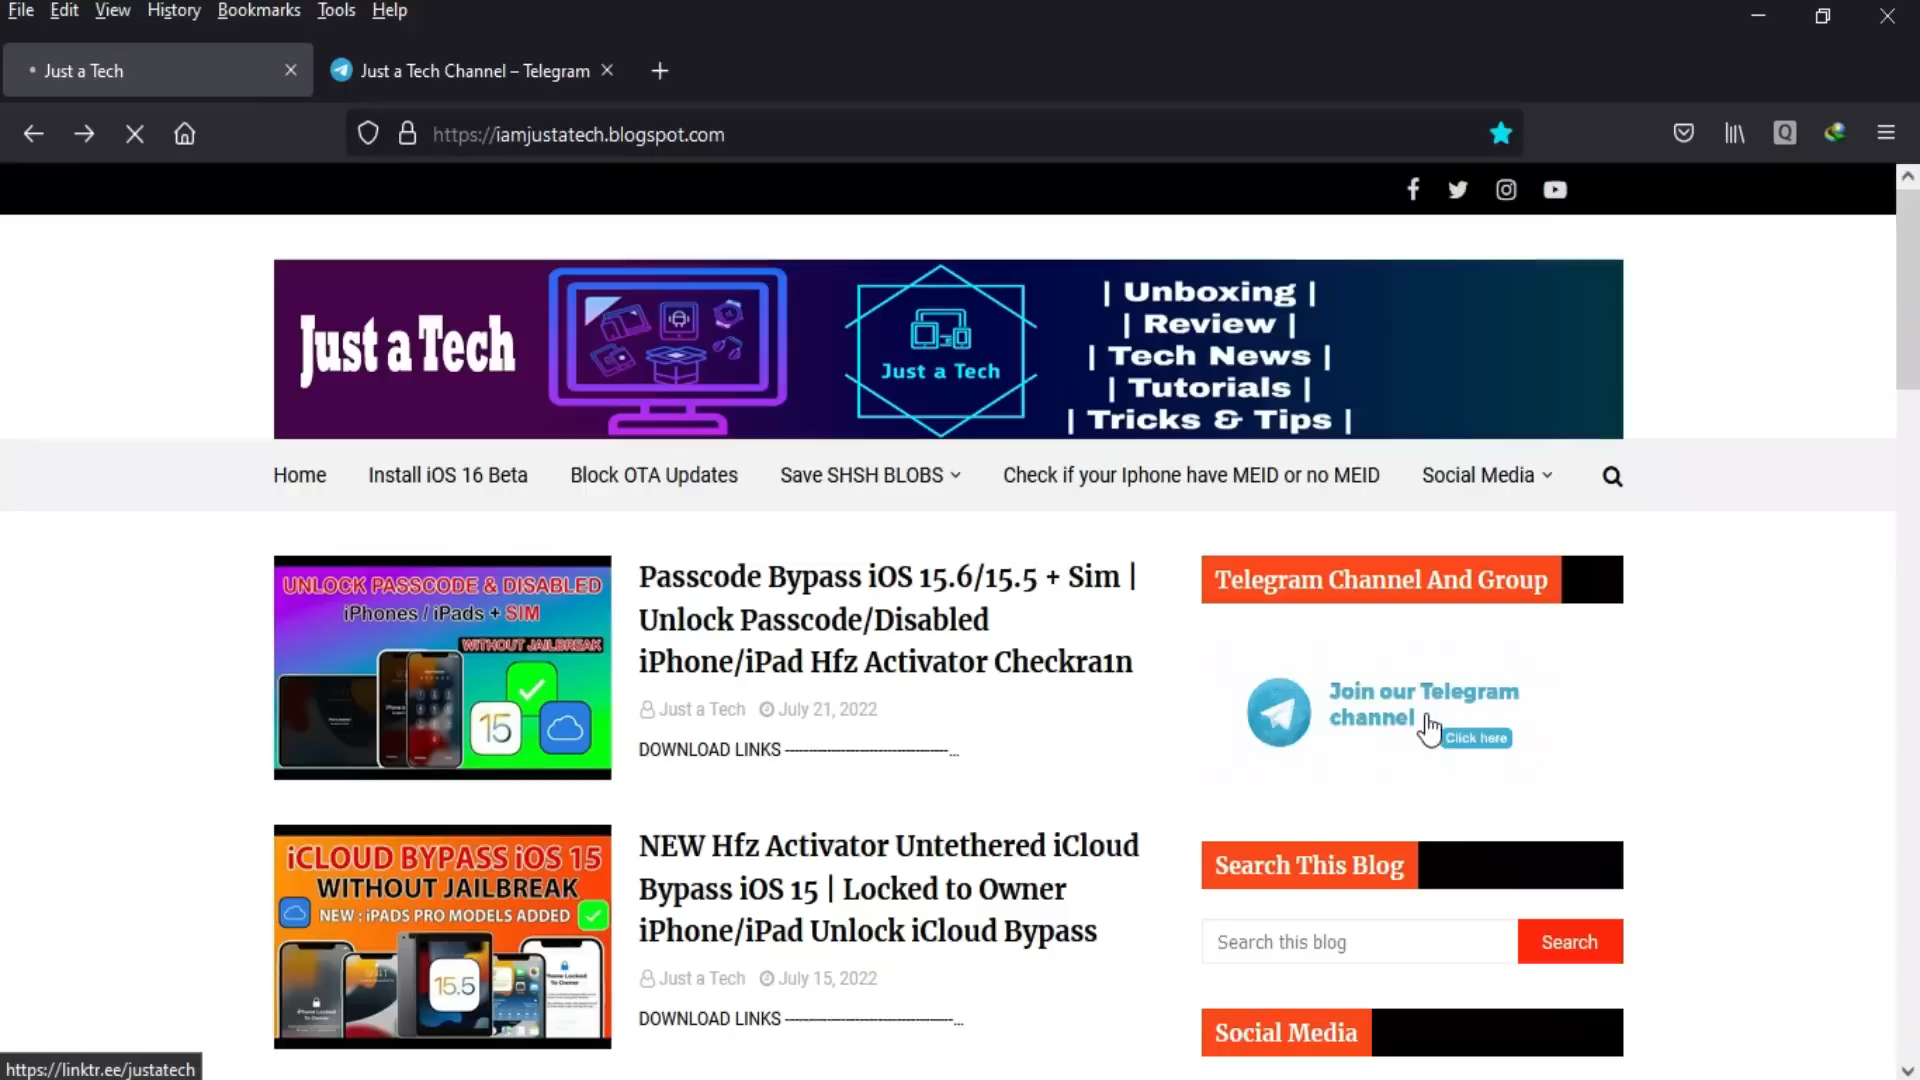 File Edit View History Bookmarks Tools Help
Just a Tech
Just a Tech Channel – Telegram
https://iamjustatech.blogspot.com
Just a Tech
Just a Tech
| Unboxing |
| Review |
| Tech News |
| Tutorials |
| Tricks & Tips |
Home Install iOS 16 Beta Block OTA Updates Save SHSH BLOBS Check if your Iphone have MEID or no MEID Social Media
UNLOCK PASSCODE & DISABLED
iPhones / iPads + SIM
WITHOUT JAILBREAK
15
Passcode Bypass iOS 15.6/15.5 + Sim |
Unlock Passcode/Disabled
iPhone/iPad Hfz Activator Checkra1n
Just a Tech July 21, 2022
DOWNLOAD LINKS ----------------------------------------...
Telegram Channel And Group
Join our Telegram
channel
Click here
iCLOUD BYPASS iOS 15
WITHOUT JAILBREAK
NEW : iPADS PRO MODELS ADDED
15.5
iPhone Locked
To Owner
NEW Hfz Activator Untethered iCloud
Bypass iOS 15 | Locked to Owner
iPhone/iPad Unlock iCloud Bypass
Just a Tech July 15, 2022
DOWNLOAD LINKS ----------------------------------------...
Search This Blog
Search this blog
Search
Social Media
https://linktr.ee/justatech